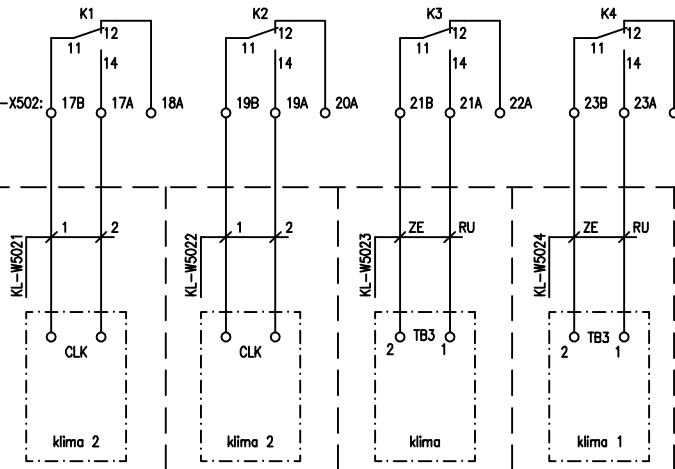 K1 K2 K3 K4
12 12 12 12
11 11 11 11
14 14 14 14
-X502: 17B 17A 18A 19B 19A 20A 21B 21A 22A 23B 23A
1 2 1 2 ZE RU ZE RU
KL-W5021 KL-W5022 KL-W5023 KL-W5024
CLK CLK 2 TB3 1 2 TB3 1
klima 2 klima 2 klima klima 1